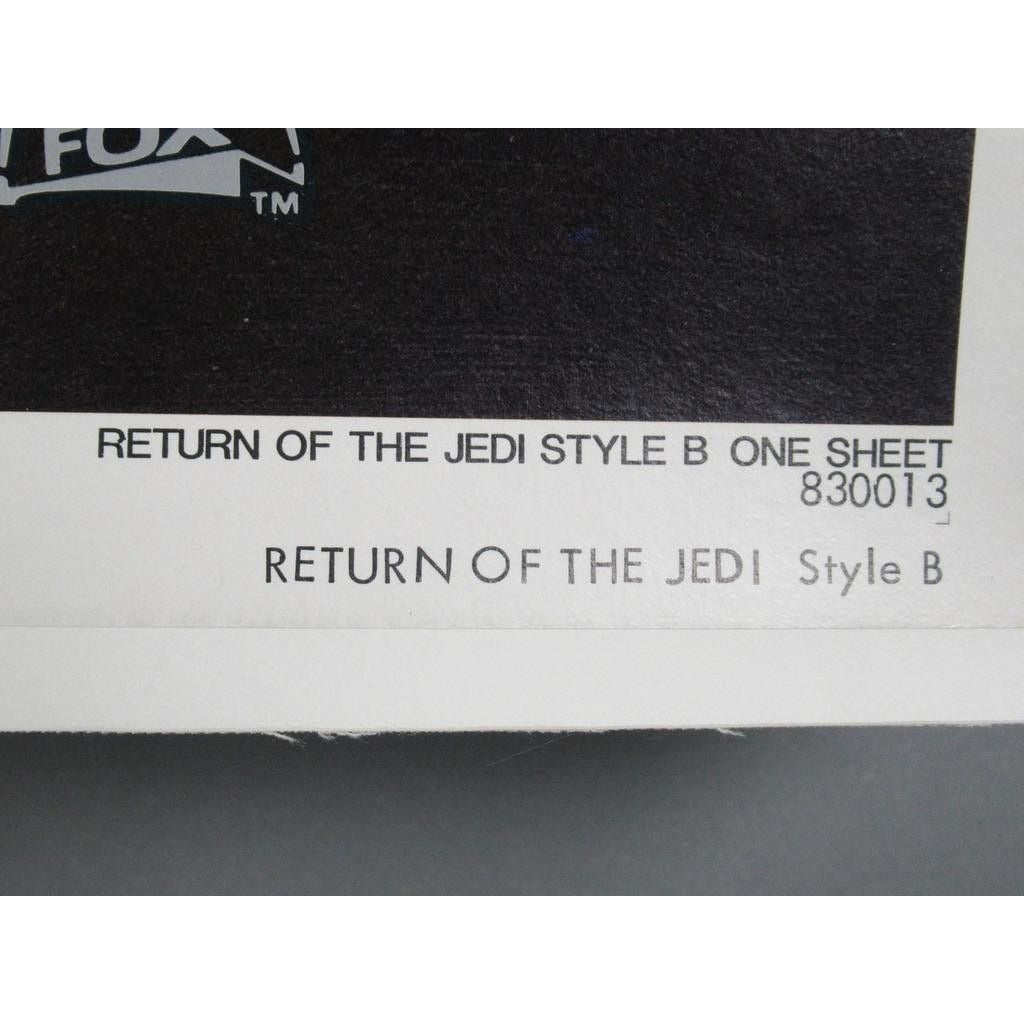 FOX
TM
RETURN OF THE JEDI STYLE B ONE SHEET
830013
RETURN OF THE JEDI Style B